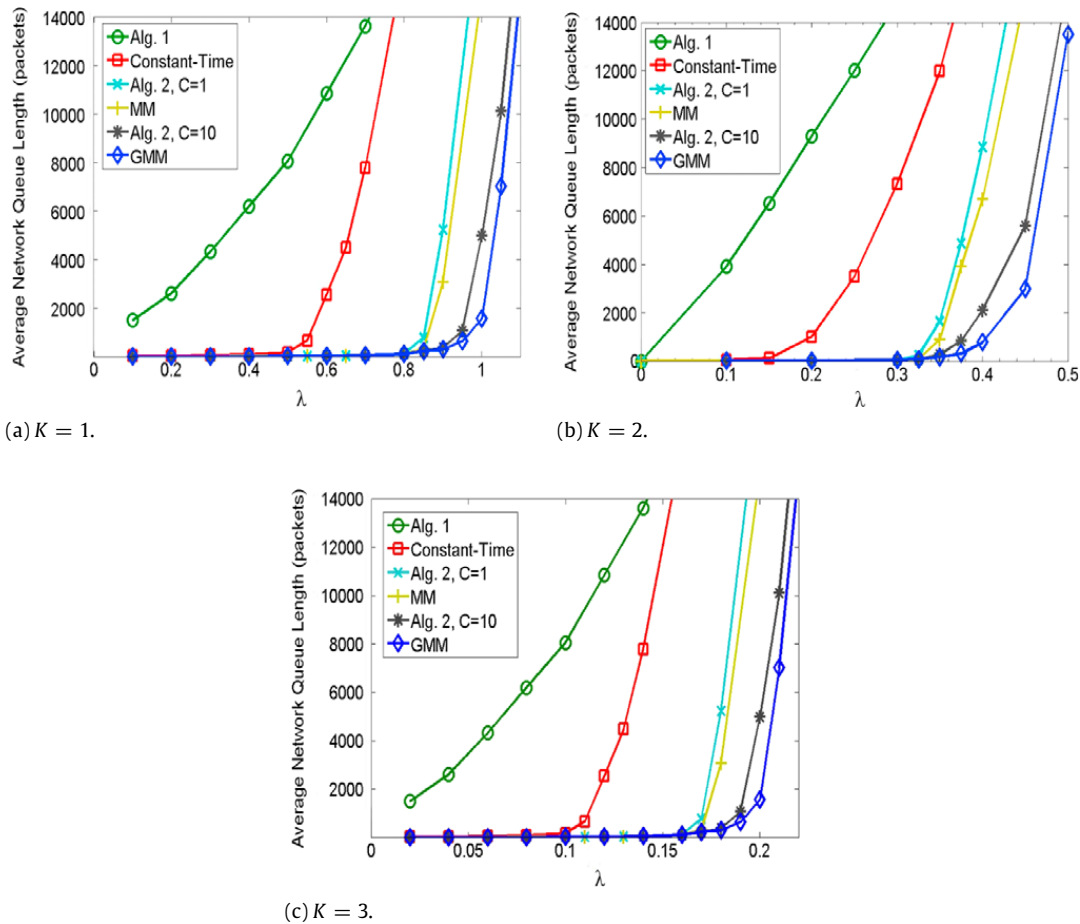 Average Network Queue Length (packets)
14000
12000
10000
8000
6000
4000
2000
Alg. 1
Constant-Time
Alg. 2, C=1
MM
Alg. 2, C=10
GMM
0 0.2 0.4 0.6 0.8 1
λ
(a) K = 1.
Average Network Queue Length (packets)
14000
12000
10000
8000
6000
4000
2000
0
Alg. 1
Constant-Time
Alg. 2, C=1
MM
Alg. 2, C=10
GMM
0 0.1 0.2 0.3 0.4 0.5
λ
(b) K = 2.
Average Network Queue Length (packets)
14000
12000
10000
8000
6000
4000
2000
Alg. 1
Constant-Time
Alg. 2, C=1
MM
Alg. 2, C=10
GMM
0 0.05 0.1 0.15 0.2
λ
(c) K = 3.